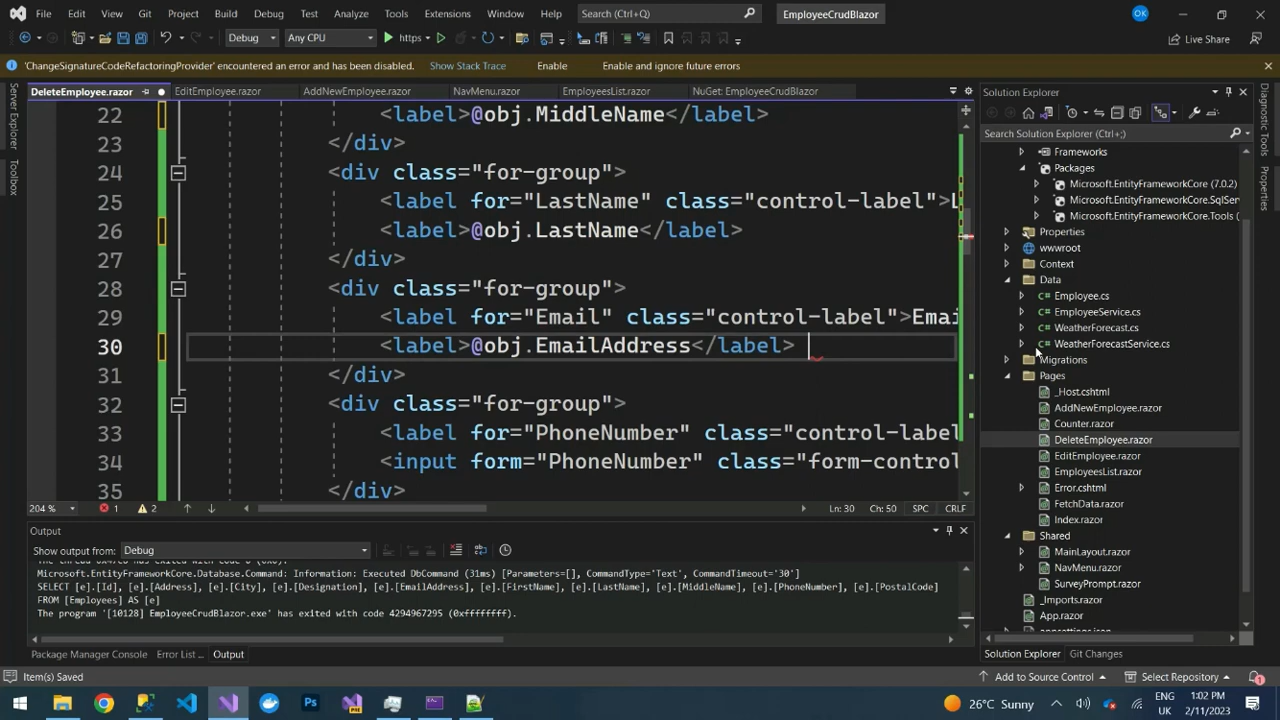 File Edit View Git Project Build Debug Test Analyze Tools Extensions Window Help Search (Ctrl+Q) EmployeeCrudBlazor OK
Debug Any CPU https Live Share
'ChangeSignatureCodeRefactoringProvider' encountered an error and has been disabled. Show Stack Trace Enable Enable and ignore future errors
Server Explorer
Toolbox
DeleteEmployee.razor EditEmployee.razor AddNewEmployee.razor NavMenu.razor EmployeesList.razor NuGet: EmployeeCrudBlazor
22 <label>@obj.MiddleName</label>
23 </div>
24 <div class="for-group">
25 <label for="LastName" class="control-label">L
26 <label>@obj.LastName</label>
27 </div>
28 <div class="for-group">
29 <label for="Email" class="control-label">Emai
30 <label>@obj.EmailAddress</label>
31 </div>
32 <div class="for-group">
33 <label for="PhoneNumber" class="control-label
34 <input form="PhoneNumber" class="form-control
35 </div>
204 % 1 2 Ln: 30 Ch: 50 SPC CRLF
Output
Show output from: Debug
Microsoft.EntityFrameworkCore.Database.Command: Information: Executed DbCommand (31ms) [Parameters=[], CommandType='Text', CommandTimeout='30']
SELECT [e].[Id], [e].[Address], [e].[City], [e].[Designation], [e].[EmailAddress], [e].[FirstName], [e].[LastName], [e].[MiddleName], [e].[PhoneNumber], [e].[PostalCode]
FROM [Employees] AS [e]
The program '[10128] EmployeeCrudBlazor.exe' has exited with code 4294967295 (0xffffffff).
Package Manager Console Error List ... Output
Solution Explorer
Search Solution Explorer (Ctrl+;)
Frameworks
Packages
Microsoft.EntityFrameworkCore (7.0.2)
Microsoft.EntityFrameworkCore.SqlServ
Microsoft.EntityFrameworkCore.Tools (
Properties
wwwroot
Context
Data
Employee.cs
EmployeeService.cs
WeatherForecast.cs
WeatherForecastService.cs
Migrations
Pages
_Host.cshtml
AddNewEmployee.razor
Counter.razor
DeleteEmployee.razor
EditEmployee.razor
EmployeesList.razor
Error.cshtml
FetchData.razor
Index.razor
Shared
MainLayout.razor
NavMenu.razor
SurveyPrompt.razor
_Imports.razor
App.razor
Solution Explorer Git Changes
Diagnostic Tools
Properties
Item(s) Saved Add to Source Control Select Repository 1
Ps 26°C Sunny ENG UK 1:02 PM 2/11/2023